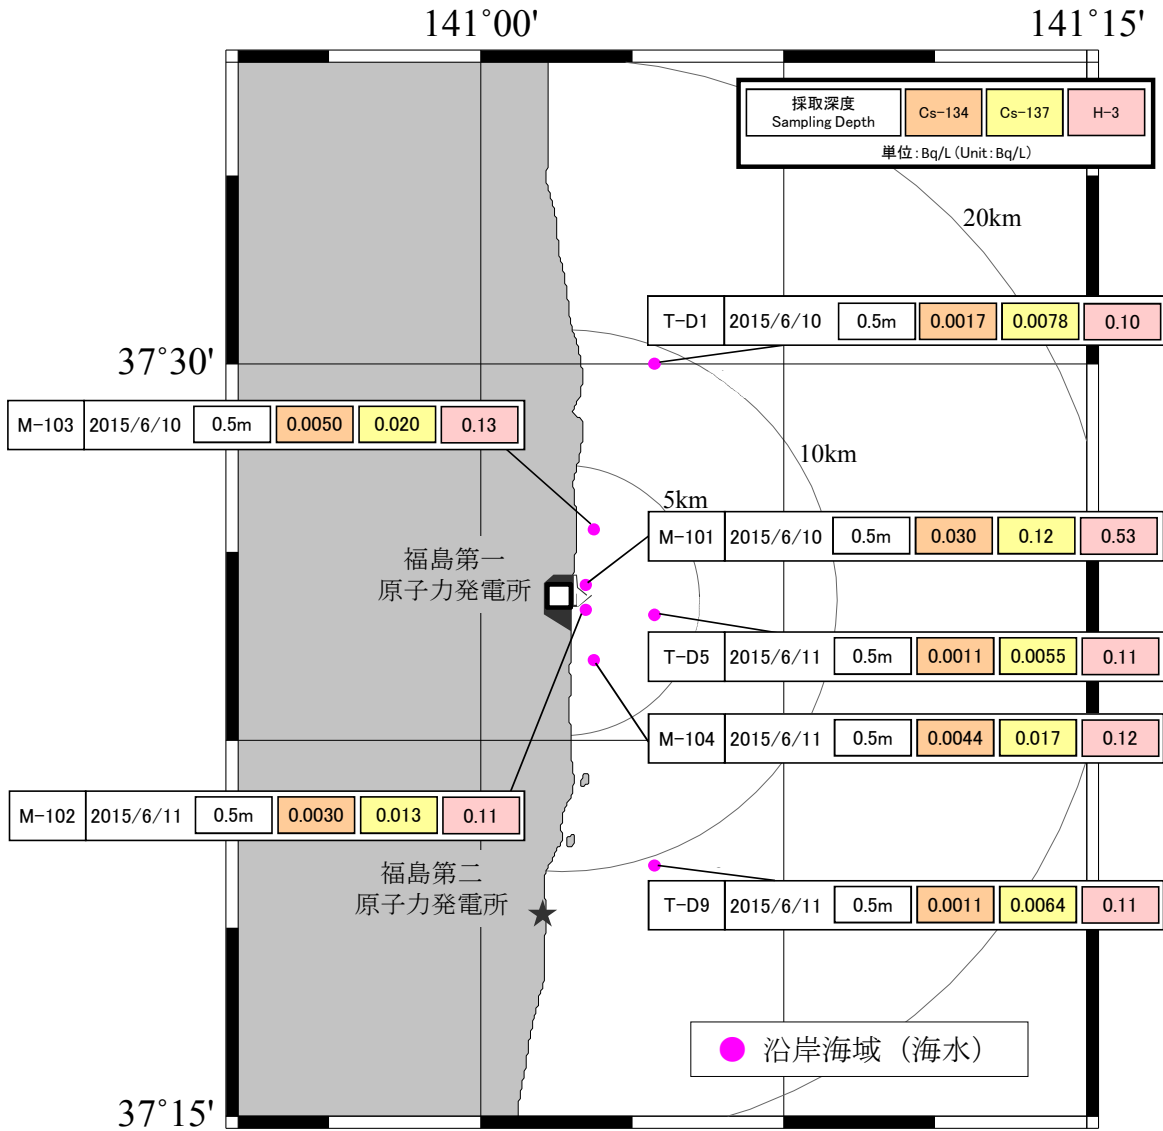 141°00'
141°15'
採取深度
Sampling Depth
Cs-134
Cs-137
H-3
単位:Bq/L(Unit:Bq/L)
20km
T-D1 2015/6/10 0.5m 0.0017 0.0078 0.10
37°30'
M-103 2015/6/10 0.5m 0.0050 0.020 0.13
10km
5km
M-101 2015/6/10 0.5m 0.030 0.12 0.53
福島第一
原子力発電所
T-D5 2015/6/11 0.5m 0.0011 0.0055 0.11
M-104 2015/6/11 0.5m 0.0044 0.017 0.12
M-102 2015/6/11 0.5m 0.0030 0.013 0.11
福島第二
原子力発電所
T-D9 2015/6/11 0.5m 0.0011 0.0064 0.11
沿岸海域(海水)
37°15'